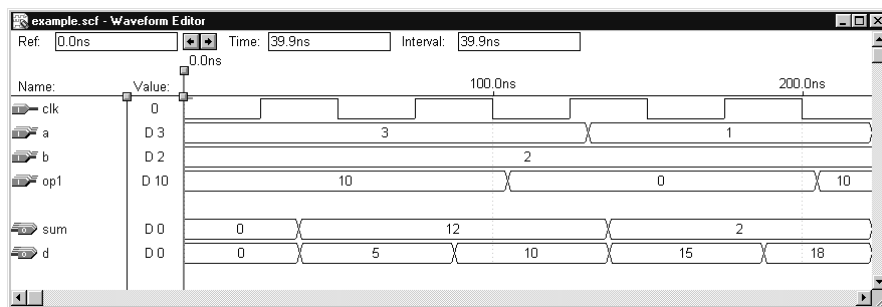 example.scf - Waveform Editor
Ref: 0.0ns Time: 39.9ns Interval: 39.9ns
0.0ns
Name: Value: 100.0ns 200.0ns
clk 0
a D 3 3 1
b D 2 2
op1 D 10 10 0 10
sum D 0 0 12 2
d D 0 0 5 10 15 18